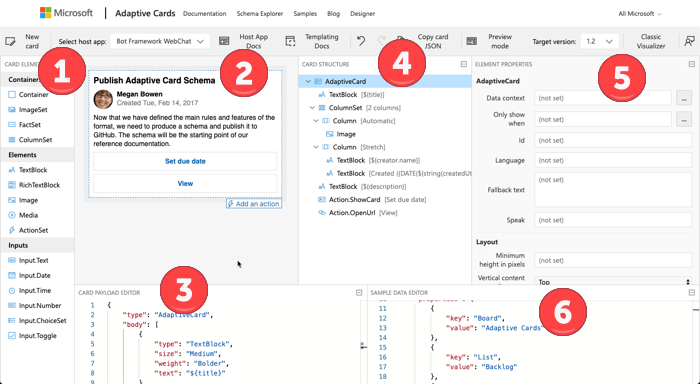 Microsoft
Adaptive Cards
Documentation
Schema Explorer
Samples
Blog
Designer
All Microsoft
New card
Select host app:
Bot Framework WebChat
Host App Docs
Templating Docs
Copy card JSON
Preview mode
Target version:
1.2
Classic Visualizer
CARD ELEM
1
Container
Container
ImageSet
FactSet
ColumnSet
Elements
TextBlock
RichTextBlock
Image
Media
ActionSet
Inputs
Input.Text
Input.Date
Input.Time
Input.Number
Input.ChoiceSet
Input.Toggle
2
Publish Adaptive Card Schema
Megan Bowen
Created Tue, Feb 14, 2017
Now that we have defined the main rules and features of the
format, we need to produce a schema and publish it to
GitHub. The schema will be the starting point of our
reference documentation.
Set due date
View
Add an action
CARD STRUCTURE
4
AdaptiveCard
TextBlock [${title}]
ColumnSet [2 columns]
Column [Automatic]
Image
Column [Stretch]
TextBlock [${creator.name}]
TextBlock [Created {{DATE(${string(createdU
TextBlock [${description}]
Action.ShowCard [Set due date]
Action.OpenUrl [View]
ELEMENT PROPERTIES
5
AdaptiveCard
Data context (not set) ...
Only show when (not set) ...
Id (not set)
Language (not set)
Fallback text (not set)
Speak (not set)
Layout
Minimum height in pixels (not set)
Vertical content Top
CARD PAYLOAD EDITOR
3
1 {
2 "type": "AdaptiveCard",
3 "body": [
4 {
5 "type": "TextBlock",
6 "size": "Medium",
7 "weight": "Bolder",
8 "text": "${title}"
9 }
SAMPLE DATA EDITOR
6
10
11 {
12 "key": "Board",
13 "value": "Adaptive Cards"
14 },
15 {
16 "key": "List",
17 "value": "Backlog"
18 },